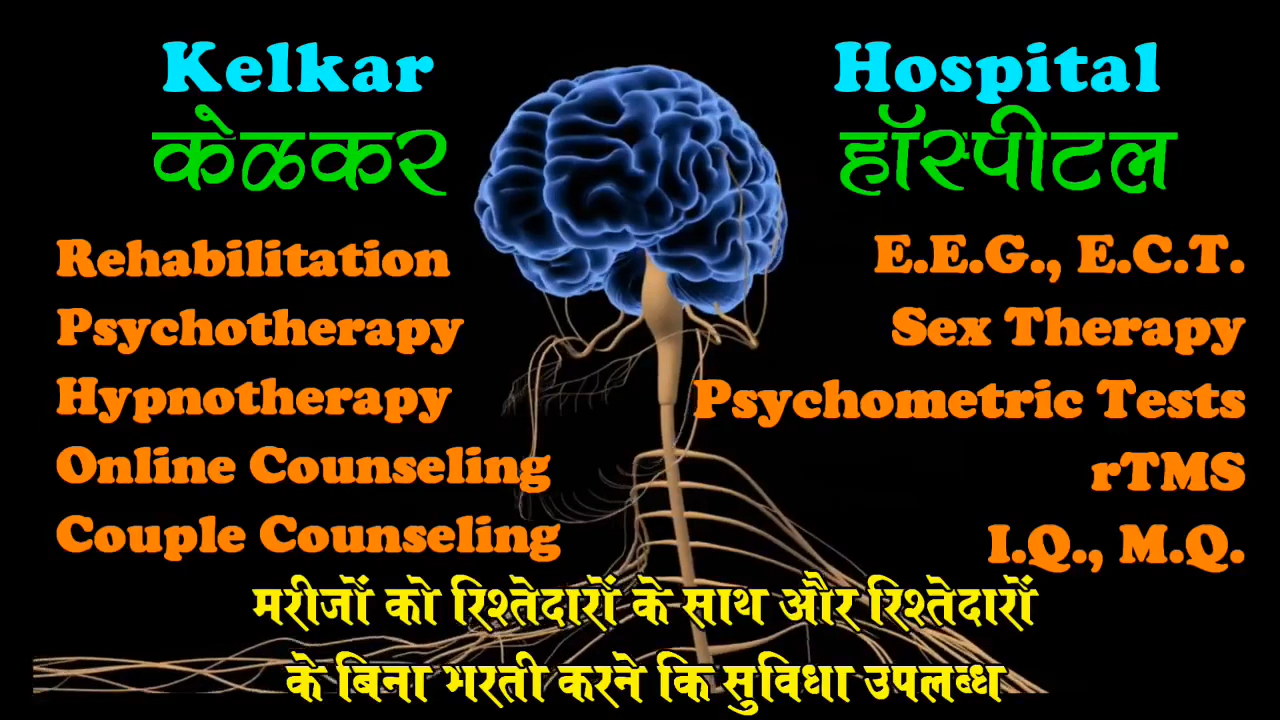 Kelkar Hospital
केळकर हॉस्पीटल
Rehabilitation
Psychotherapy
Hypnotherapy
Online Counseling
Couple Counseling
E.E.G., E.C.T.
Sex Therapy
Psychometric Tests
rTMS
I.Q., M.Q.
मरीजों को रिश्तेदारों के साथ और रिश्तेदारों
के बिना भरती करने कि सुविधा उपलब्ध